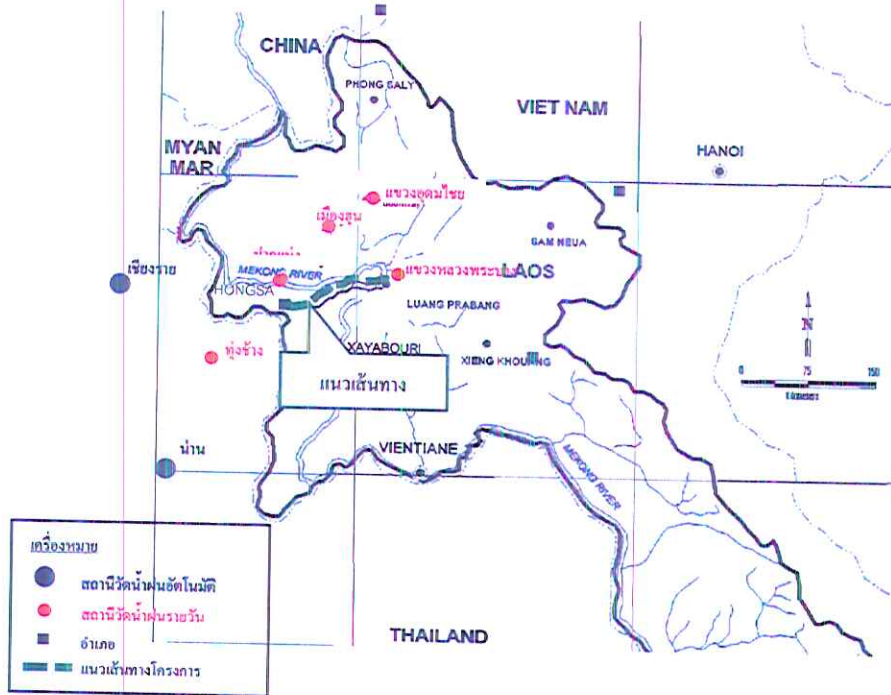 CHINA
PHONG SALY
VIET NAM
MYAN
MAR
HANOI
แขวงอุดมไชย
เมืองฮูน
SAM NEUA
เชียงราย
MEKONG RIVER
แขวงหลวงพระบาง
LAOS
HONGSA
LUANG PRABANG
N
ทุ่งช้าง
XAYABOURI
XIENG KHOUANG
0 75 150
แนวเส้นทาง
น่าน
VIENTIANE
MEKONG RIVER
เครื่องหมาย
สถานีวัดน้ำฝนอัตโนมัติ
สถานีวัดน้ำฝนรายวัน
อำเภอ
แนวเส้นทางโครงการ
THAILAND